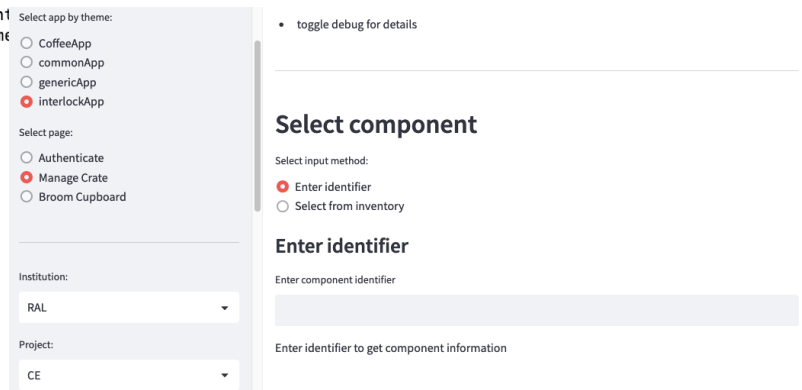 Select app by theme:
CoffeeApp
commonApp
genericApp
interlockApp
Select page:
Authenticate
Manage Crate
Broom Cupboard
Institution:
RAL
Project:
CE
• toggle debug for details
Select component
Select input method:
Enter identifier
Select from inventory
Enter identifier
Enter component identifier
Enter identifier to get component information